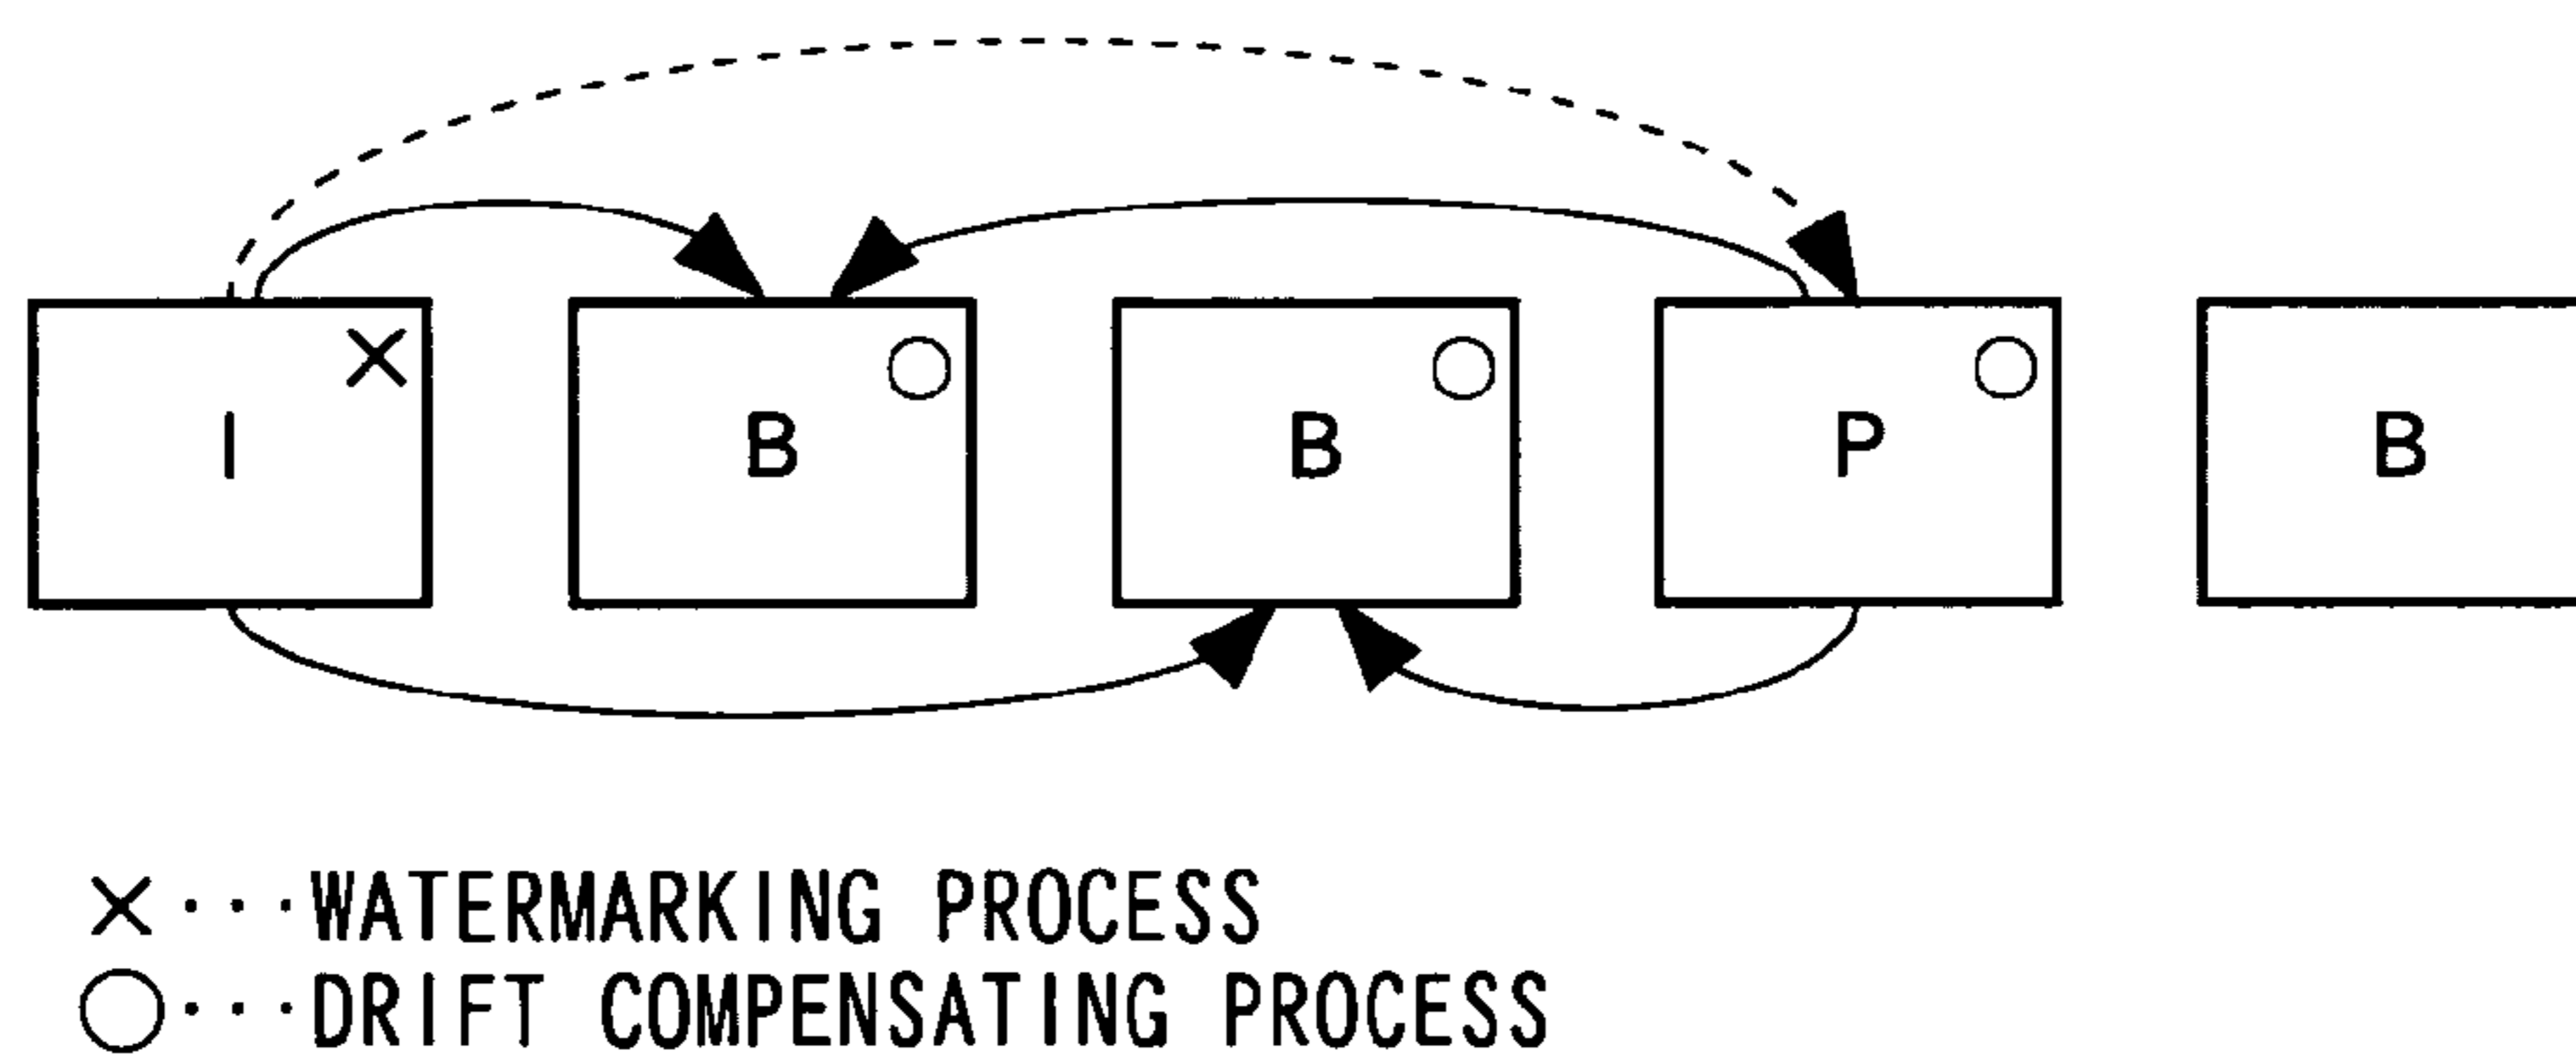 I B B P B
×···WATERMARKING PROCESS
○···DRIFT COMPENSATING PROCESS